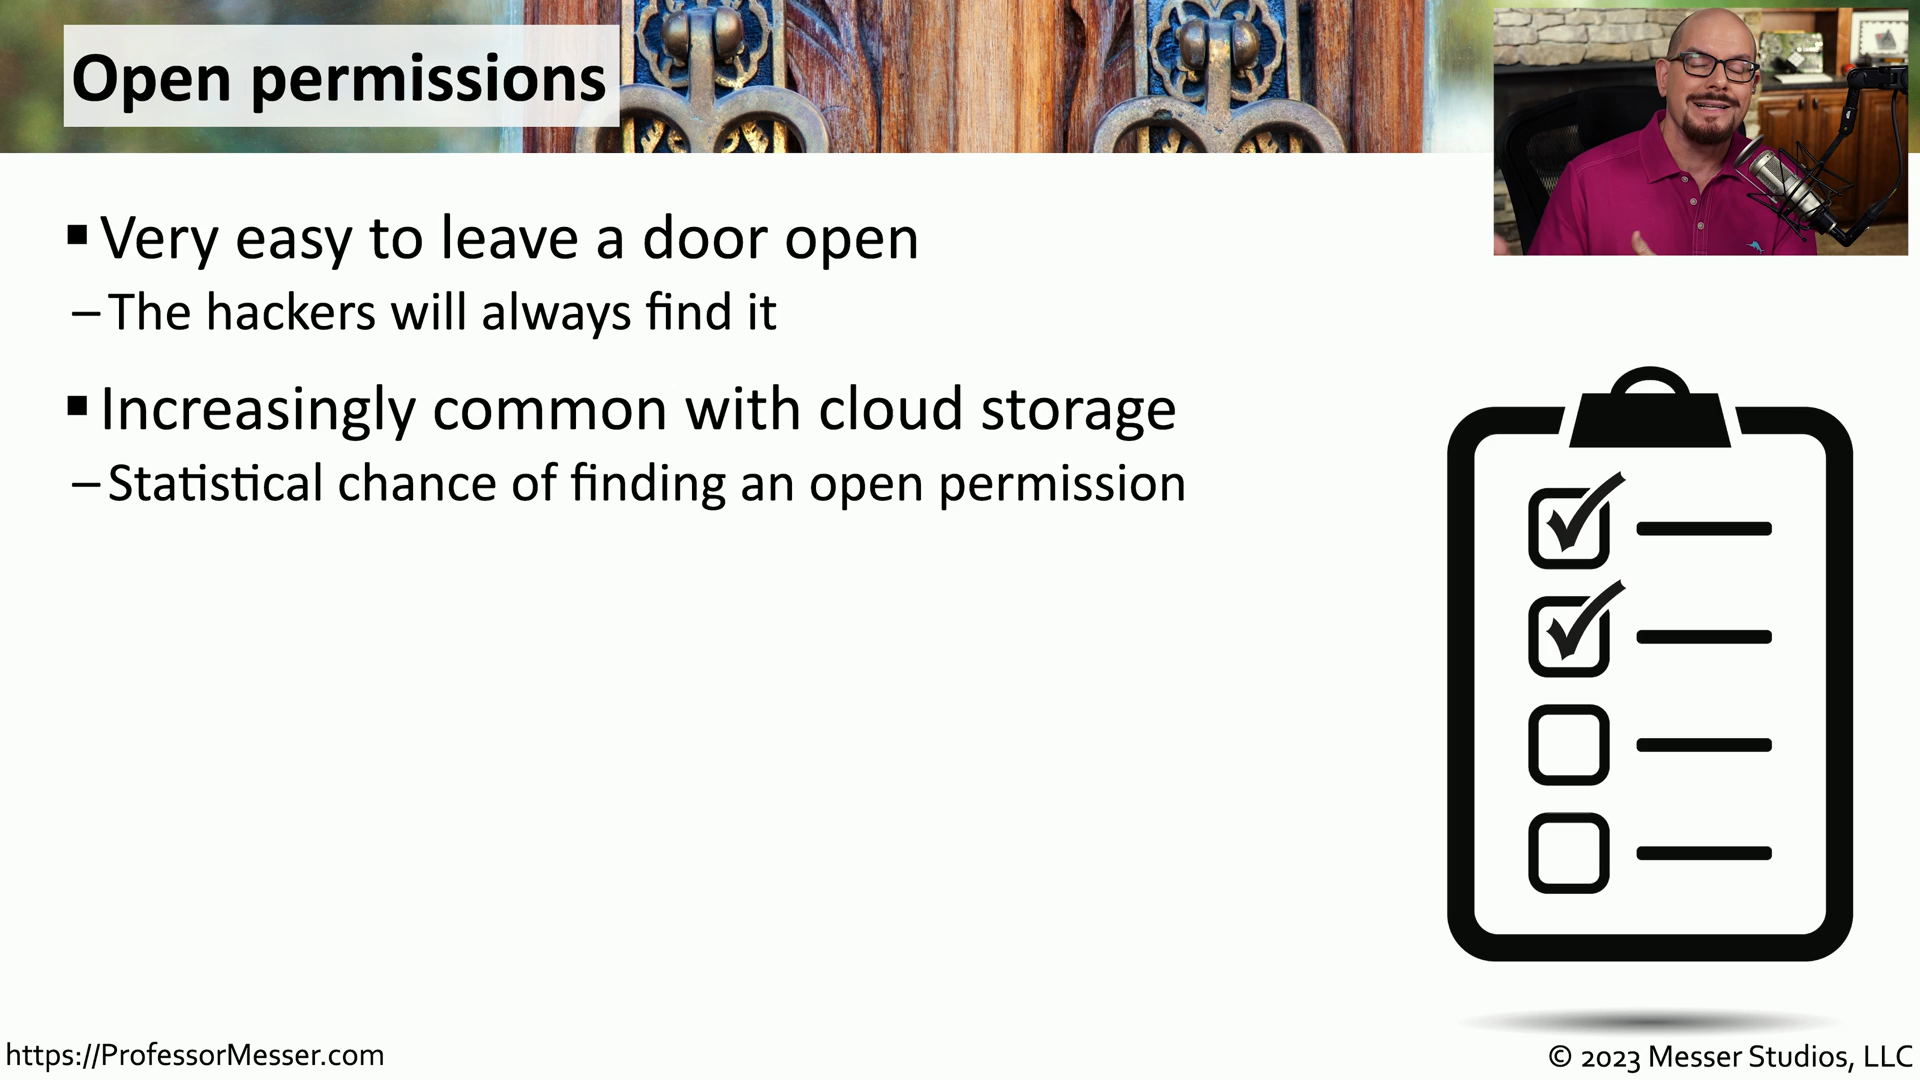 Open permissions
▪ Very easy to leave a door open
– The hackers will always find it
▪ Increasingly common with cloud storage
– Statistical chance of finding an open permission
https://ProfessorMesser.com
© 2023 Messer Studios, LLC